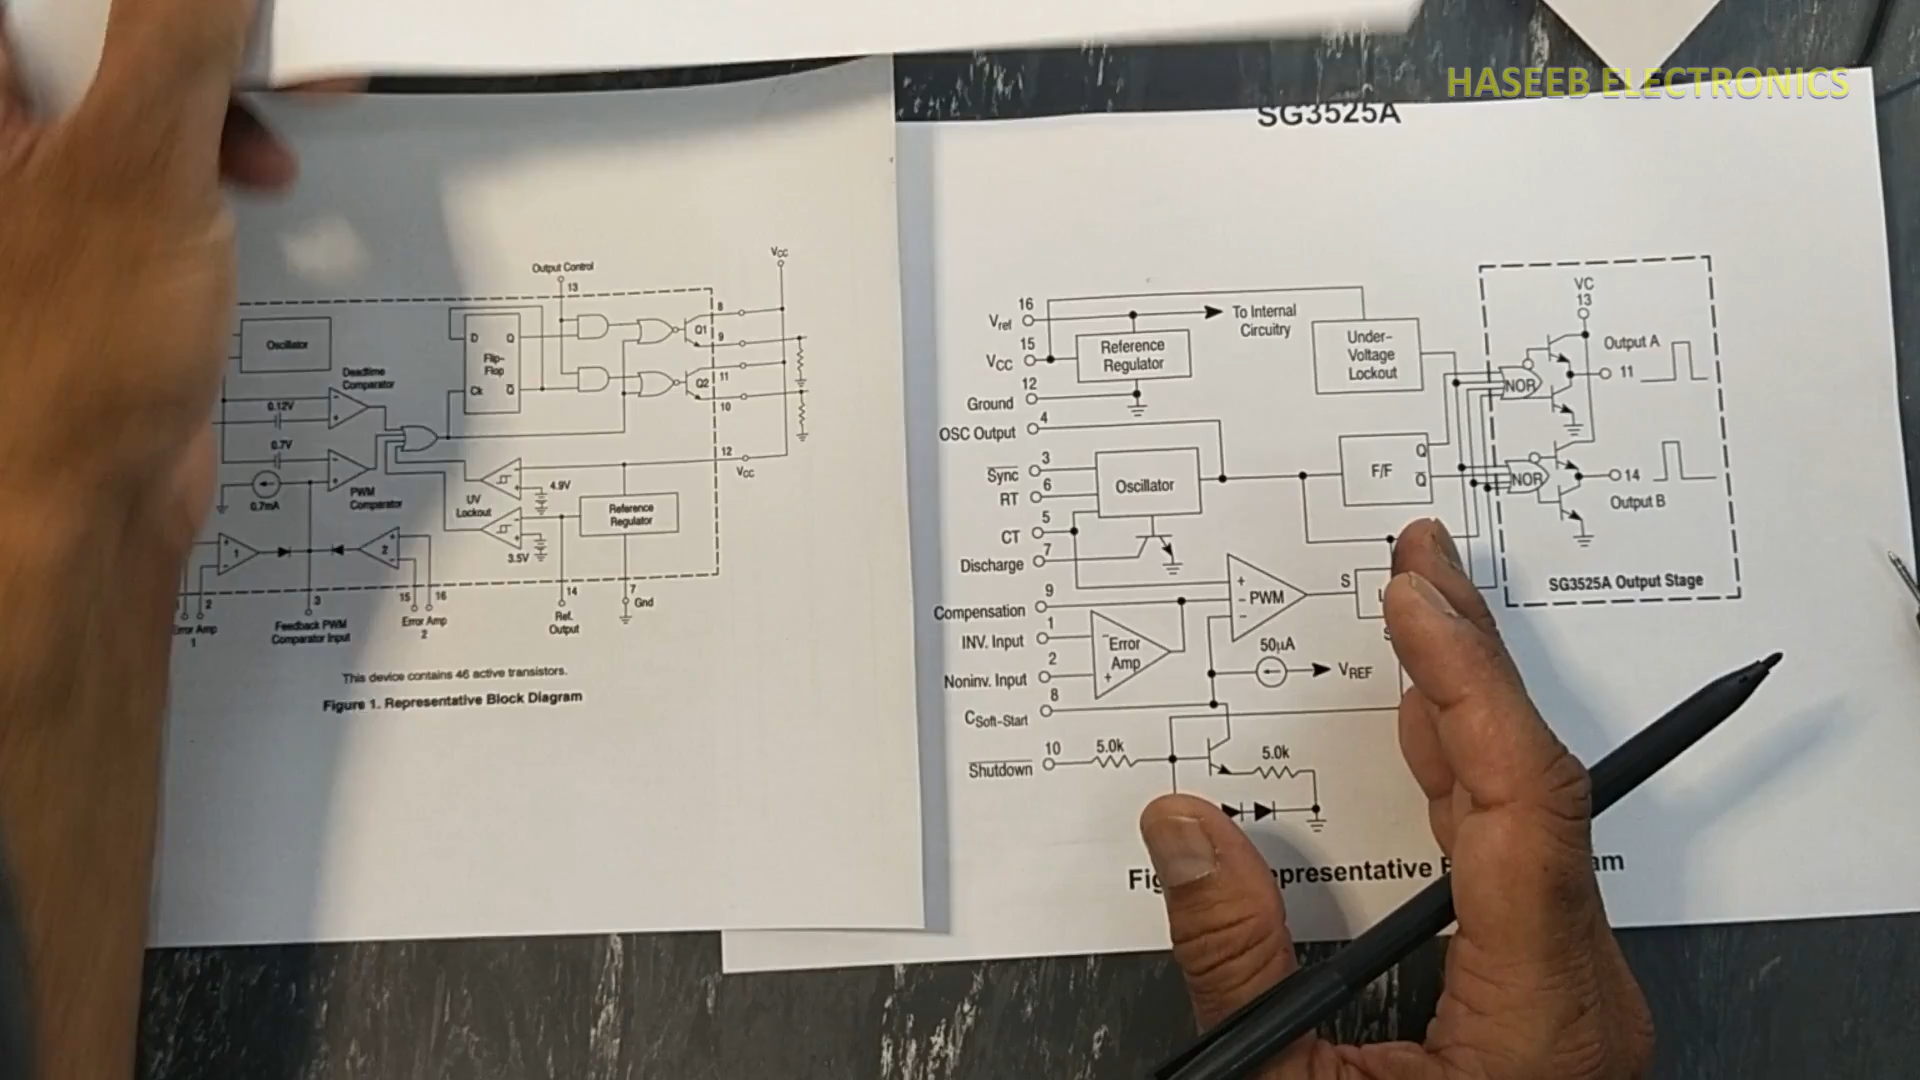 HASEEB ELECTRONICS
SG3525A
Output Control
13
VCC
Oscillator
D
Q
Flip-
Flop
Ck
Q̅
Q1
8
9
Q2
11
10
Deadtime
Comparator
0.12V
0.7V
0.7mA
PWM
Comparator
UV
Lockout
4.9V
3.5V
12
VCC
Reference
Regulator
1
2
2
3
15
16
14
7
Gnd
Error Amp
1
Feedback PWM
Comparator Input
Error Amp
2
Ref.
Output
This device contains 46 active transistors.
Figure 1. Representative Block Diagram
Vref
16
VCC
15
Ground
12
OSC Output
4
Sync
3
RT
6
CT
5
Discharge
7
Compensation
9
INV. Input
1
Noninv. Input
2
CSoft-Start
8
Shutdown
10
5.0k
5.0k
Reference
Regulator
To Internal
Circuitry
Under-
Voltage
Lockout
Oscillator
F/F
Q
Q̅
+
-
PWM
-
S
Error
Amp
-
+
50µA
VREF
VC
13
NOR
NOR
Output A
11
14
Output B
SG3525A Output Stage